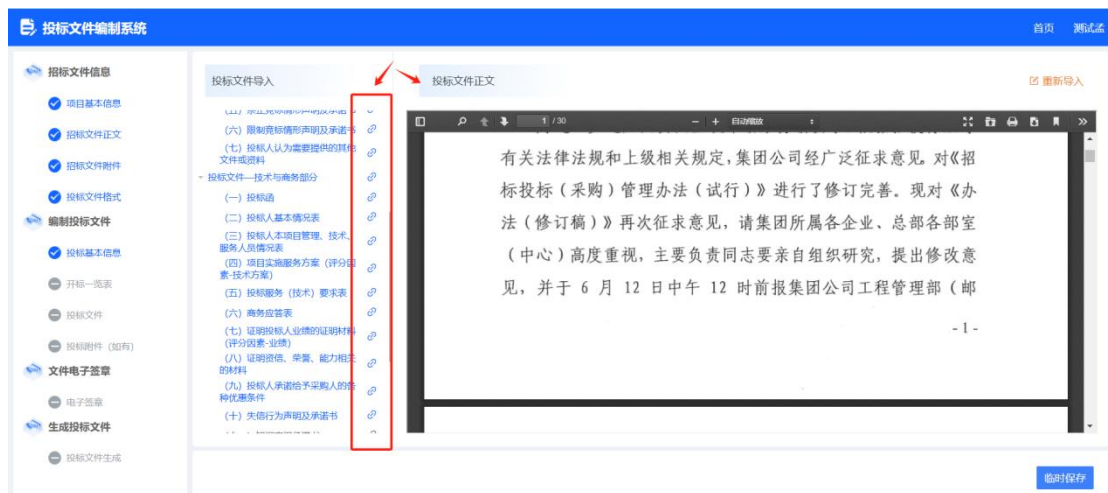 投标文件编制系统
首页 测试孟
招标文件信息
项目基本信息
招标文件正文
招标文件附件
投标文件格式
编制投标文件
投标基本信息
开标一览表
投标文件
投标附件（如有）
文件电子签章
电子签章
生成投标文件
投标文件生成
投标文件导入
（六）限制竞标情形声明及承诺书
（七）投标人认为需要提供的其他
文件或资料
投标文件—技术与商务部分
（一）投标函
（二）投标人基本情况表
（三）投标人本项目管理、技术、
服务人员情况表
（四）项目实施服务方案（评分因
素-技术方案）
（五）投标服务（技术）要求表
（六）商务应答表
（七）证明投标人业绩的证明材料
（评分因素-业绩）
（八）证明资信、荣誉、能力相关
的材料
（九）投标人承诺给予采购人的各
种优惠条件
（十）失信行为声明及承诺书
投标文件正文
重新导入
1 /30
自动缩放
有关法律法规和上级相关规定，集团公司经广泛征求意见。对《招
标投标（采购）管理办法（试行）》进行了修订完善。现对《办
法（修订稿）》再次征求意见，请集团所属各企业、总部各部室
（中心）高度重视，主要负责同志要亲自组织研究，提出修改意
见，并于 6 月 12 日中午 12 时前报集团公司工程管理部（邮
- 1 -
临时保存